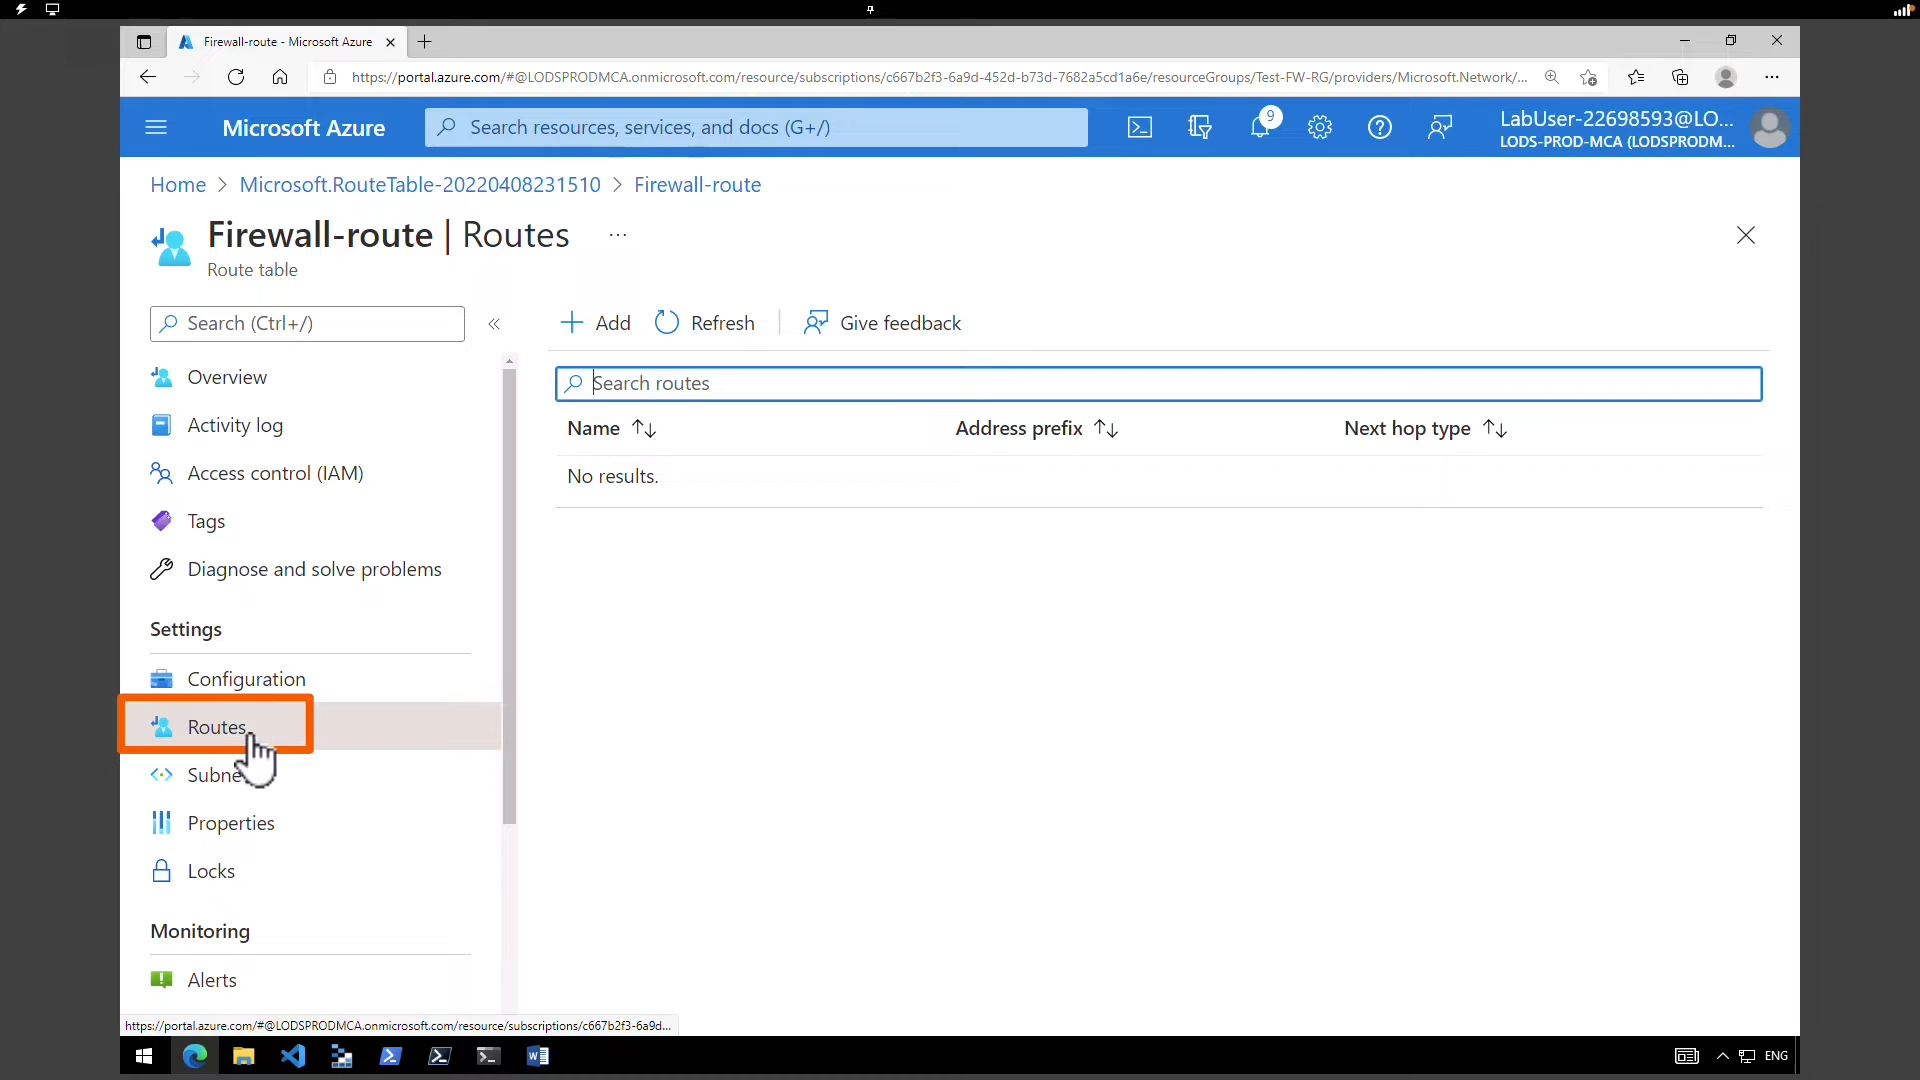 Firewall-route - Microsoft Azure
https://portal.azure.com/#@LODSPRODMCA.onmicrosoft.com/resource/subscriptions/c667b2f3-6a9d-452d-b73d-7682a5cd1a6e/resourceGroups/Test-FW-RG/providers/Microsoft.Network/...
Microsoft Azure
Search resources, services, and docs (G+/)
9
LabUser-22698593@LO...
LODS-PROD-MCA (LODSPRODM...
Home > Microsoft.RouteTable-20220408231510 > Firewall-route
Firewall-route | Routes ...
Route table
Search (Ctrl+/)
Add
Refresh
Give feedback
Search routes
Name
Address prefix
Next hop type
No results.
Overview
Activity log
Access control (IAM)
Tags
Diagnose and solve problems
Settings
Configuration
Routes
Subne
Properties
Locks
Monitoring
Alerts
https://portal.azure.com/#@LODSPRODMCA.onmicrosoft.com/resource/subscriptions/c667b2f3-6a9d...
ENG